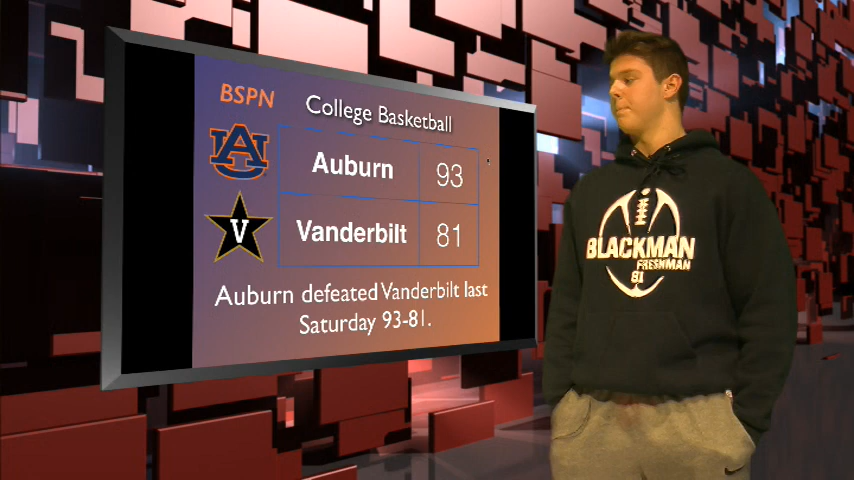 BSPN
College Basketball
AU
Auburn 93
V
Vanderbilt 81
Auburn defeated Vanderbilt last
Saturday 93-81.
BLACKMAN
FRESHMAN
81